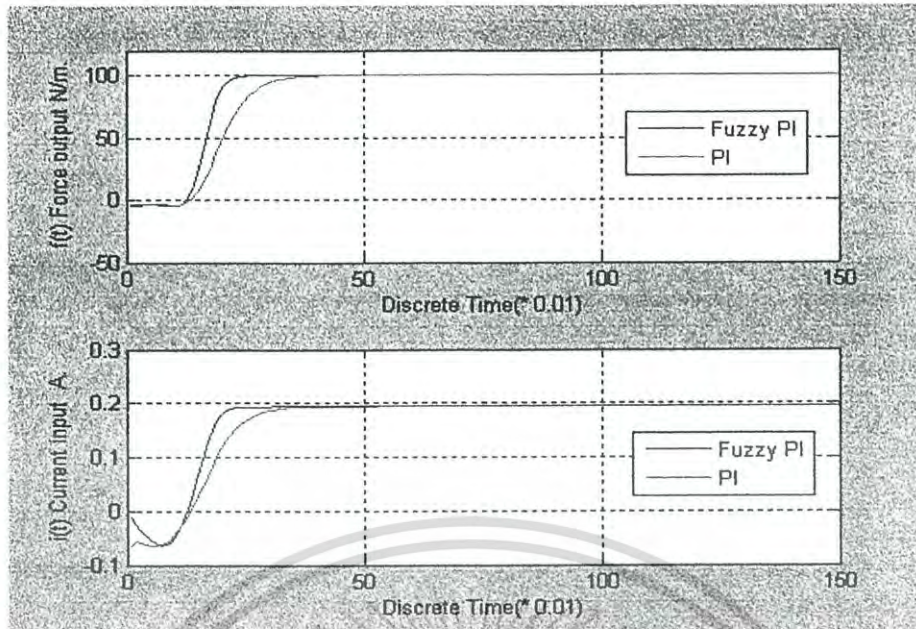 f(t) Force output N/m.
100
50
0
50
0
50
100
150
Discrete Time(* 0.01)
Fuzzy PI
PI
i(t) Current Input A.
0.3
0.2
0.1
0
-0.1
0
50
100
150
Discrete Time(* 0.01)
Fuzzy PI
PI